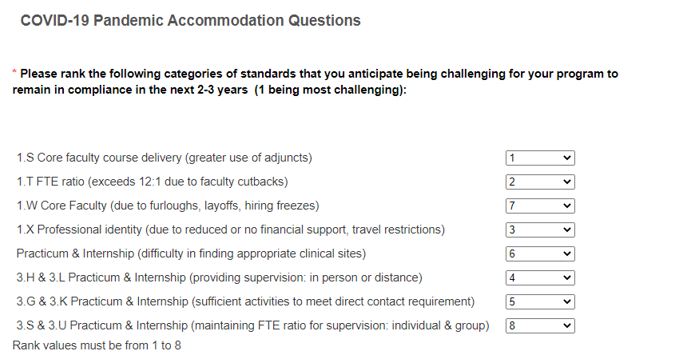 COVID-19 Pandemic Accommodation Questions
* Please rank the following categories of standards that you anticipate being challenging for your program to
remain in compliance in the next 2-3 years (1 being most challenging):
1.S Core faculty course delivery (greater use of adjuncts) 1
1.T FTE ratio (exceeds 12:1 due to faculty cutbacks) 2
1.W Core Faculty (due to furloughs, layoffs, hiring freezes) 7
1.X Professional identity (due to reduced or no financial support, travel restrictions) 3
Practicum & Internship (difficulty in finding appropriate clinical sites) 6
3.H & 3.L Practicum & Internship (providing supervision: in person or distance) 4
3.G & 3.K Practicum & Internship (sufficient activities to meet direct contact requirement) 5
3.S & 3.U Practicum & Internship (maintaining FTE ratio for supervision: individual & group) 8
Rank values must be from 1 to 8